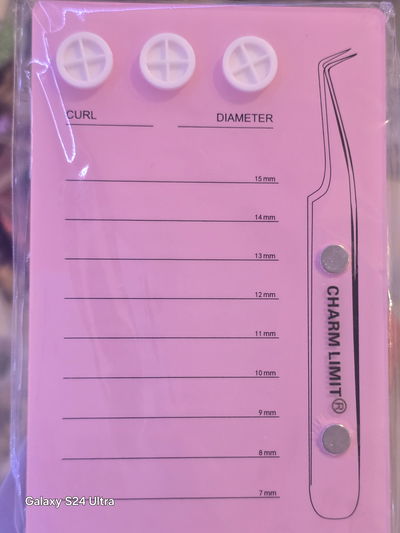 CURL DIAMETER
15 mm
14 mm
13 mm
12 mm
11 mm
10 mm
9 mm
8 mm
7 mm
CHARM LIMIT®
Galaxy S24 Ultra